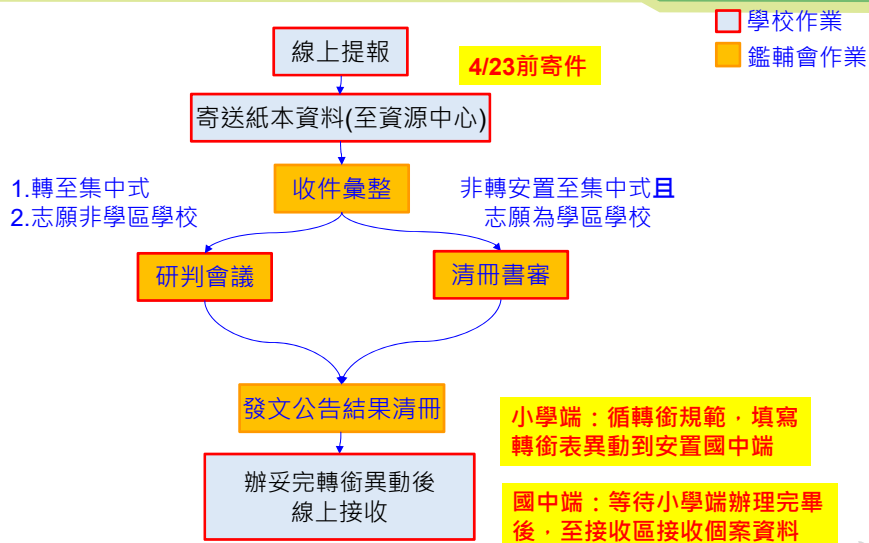 學校作業
鑑輔會作業
線上提報
4/23前寄件
寄送紙本資料(至資源中心)
1.轉至集中式
2.志願非學區學校
收件彙整
非轉安置至集中式且
志願為學區學校
研判會議
清冊書審
發文公告結果清冊
小學端：循轉銜規範，填寫
轉銜表異動到安置國中端
辦妥完轉銜異動後
線上接收
國中端：等待小學端辦理完畢
後，至接收區接收個案資料